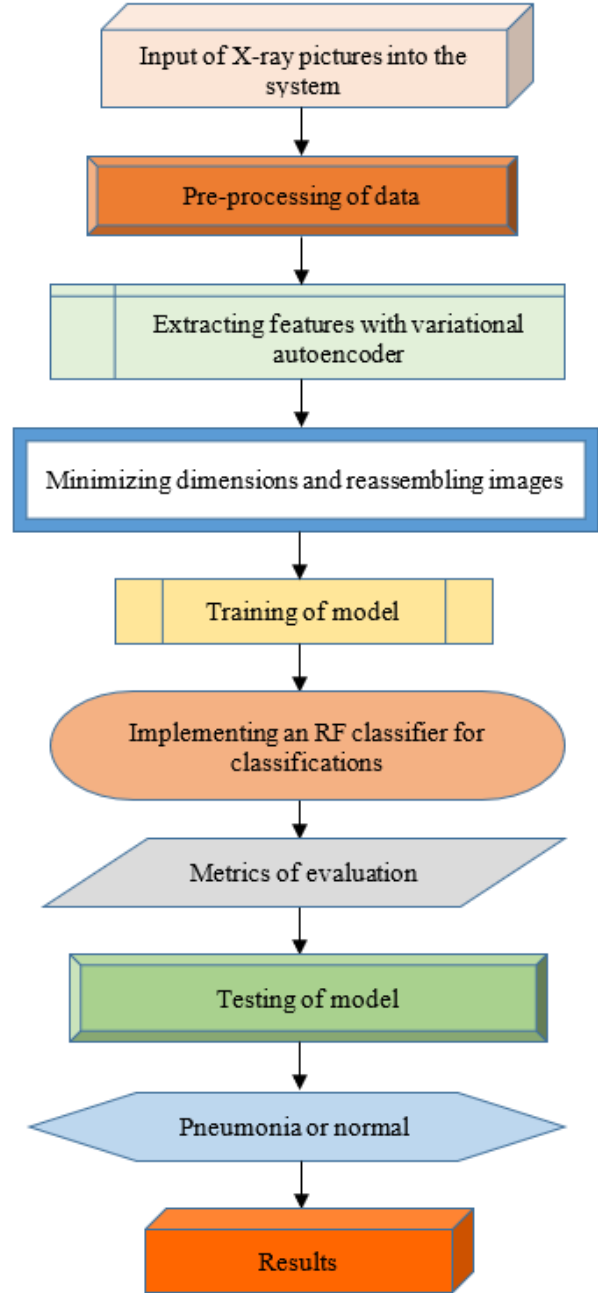 Input of X-ray pictures into the
system
Pre-processing of data
Extracting features with variational
autoencoder
Minimizing dimensions and reassembling images
Training of model
Implementing an RF classifier for
classifications
Metrics of evaluation
Testing of model
Pneumonia or normal
Results